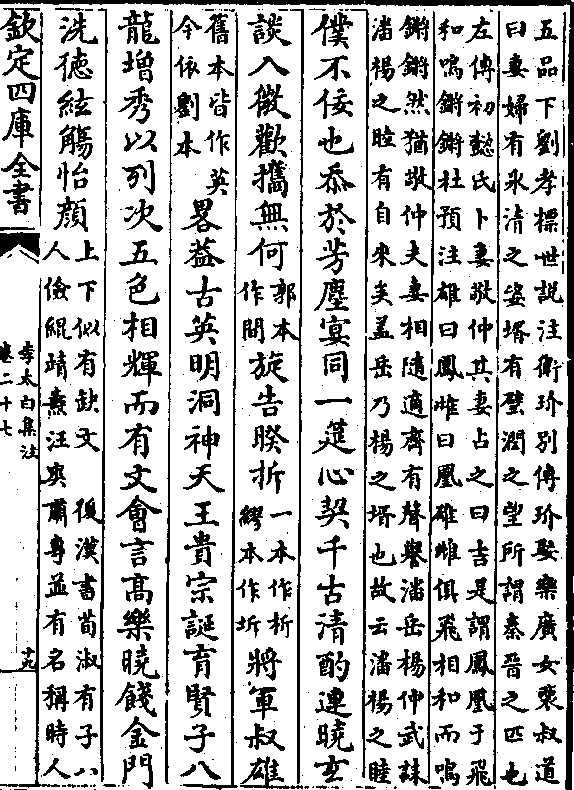 五品下劉孝標世說注衛玠別傳玠娶樂廣女裴叔道
曰妻婦有氷清之姿壻有璧潤之望所謂秦晉之匹也
左傳初懿氏卜妻敬仲其妻占之曰吉是謂鳳凰于飛
和鳴鏘鏘杜預注雄曰鳳雌曰凰雄雌俱飛相和而鳴
鏘鏘然猶敬仲夫妻相隨適齊有聲譽潘岳楊仲武誄
潘楊之睦有自來矣盖岳乃楊之壻也故云潘楊之睦
僕不佞也忝於芳塵宴同一筵心契千古清酌連曉玄
談入微歡攜無何郭本作間旋告睽拆一本作析繆本作坼將軍叔雄
舊本皆作英今依劉本畧葢古英明洞神天王貴宗誕育賢子八
龍增秀以列次五色相輝而有文會言高樂曉餞金門
洗德絃觴怡顔上下似有缺文　後漢書荀淑有子八人儉緄靖燾汪爽肅専並有名稱時人
欽定四庫全書
李太白集注
卷二十七
十九